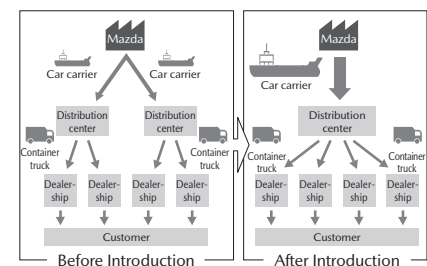 Mazda
Car carrier
Car carrier
Distribution
center
Distribution
center
Container
truck
Container
truck
Dealer-
ship
Dealer-
ship
Dealer-
ship
Dealer-
ship
Customer
Before Introduction
Mazda
Car carrier
Distribution
center
Container
truck
Container
truck
Dealer-
ship
Dealer-
ship
Dealer-
ship
Dealer-
ship
Customer
After Introduction